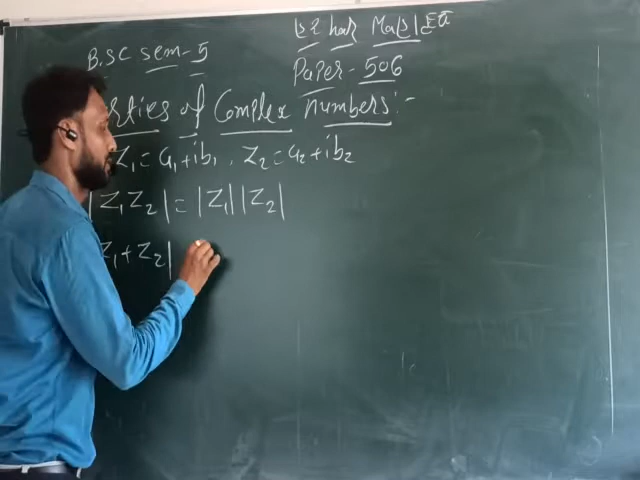 B.SC Sem-5
Paper-506
rties of Complex numbers:-
Z₁=a₁+ib₁, Z₂=a₂+ib₂
|Z₁Z₂|=|Z₁||Z₂|
Z₁+Z₂|